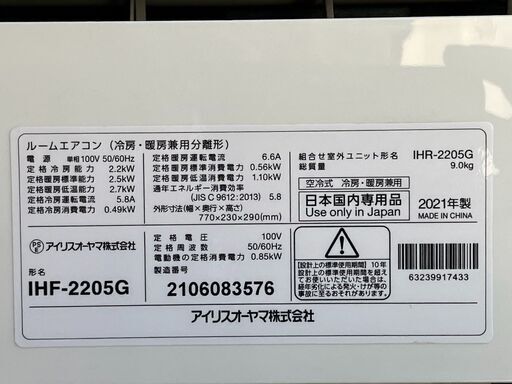 ルームエアコン（冷房・暖房兼用分離形）
電源 単相100V 50/60Hz
定格冷房能力 2.2kW
定格暖房標準能力 2.5kW
定格暖房低温能力 2.7kW
定格冷房運転電流 5.8A
定格冷房消費電力 0.49kW
定格暖房運転電流 6.6A
定格暖房標準消費電力 0.56kW
定格暖房低温消費電力 1.10kW
通年エネルギー消費効率
(JIS C 9612:2013) 5.8
外形寸法(幅×奥行×高さ)
770×230×290(mm)
組合せ室外ユニット形名 IHR-2205G
総質量 9.0kg
空冷式 冷房・暖房兼用
日本国内専用品
Use only in Japan
2021年製
MADE IN CHINA
PSE
アイリスオーヤマ株式会社
形名
IHF-2205G
定格電圧 100V
定格周波数 50/60Hz
電動機の定格消費電力 0.85kW
製造番号
2106083576
【設計上の標準使用期間】10年
設計上の標準使用期間を超えて
お使いいただいた場合は、
経年劣化による発火・けが等の事
故に至るおそれがあります。
63239917433
アイリスオーヤマ株式会社